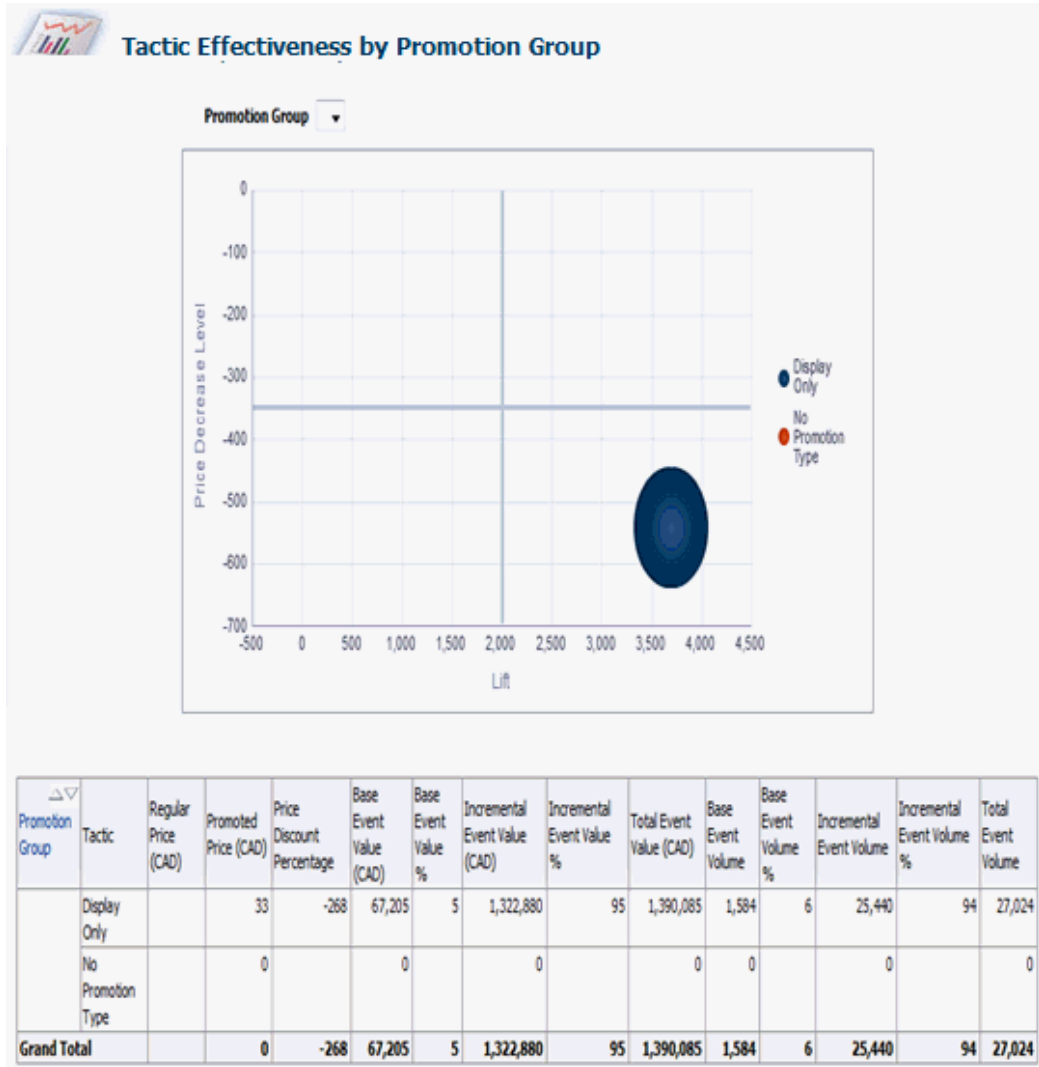 Tactic Effectiveness by Promotion Group
Promotion Group
0
-100
-200
-300
-400
-500
-600
-700
Price Decrease Level
-500 0 500 1,000 1,500 2,000 2,500 3,000 3,500 4,000 4,500
Lift
Display
Only
No
Promotion
Type
Promotion Group Tactic Regular Price (CAD) Promoted Price (CAD) Price Discount Percentage Base Event Value (CAD) Base Event Value % Incremental Event Value (CAD) Incremental Event Value % Total Event Value (CAD) Base Event Volume Base Event Volume % Incremental Event Volume Incremental Event Volume % Total Event Volume
Display Only 33 -268 67,205 5 1,322,880 95 1,390,085 1,584 6 25,440 94 27,024
No Promotion Type 0 0 0 0 0 0 0
Grand Total 0 -268 67,205 5 1,322,880 95 1,390,085 1,584 6 25,440 94 27,024